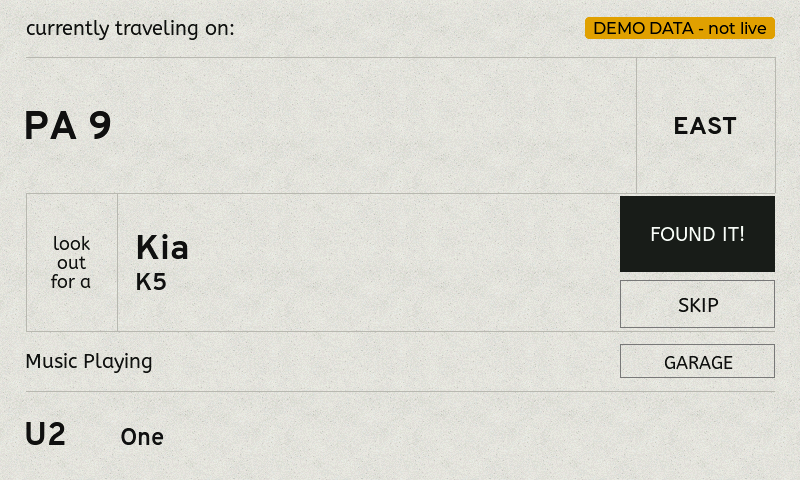 currently traveling on:
DEMO DATA - not live
PA 9
EAST
look
out
for a
Kia
K5
FOUND IT!
SKIP
Music Playing
GARAGE
U2
One